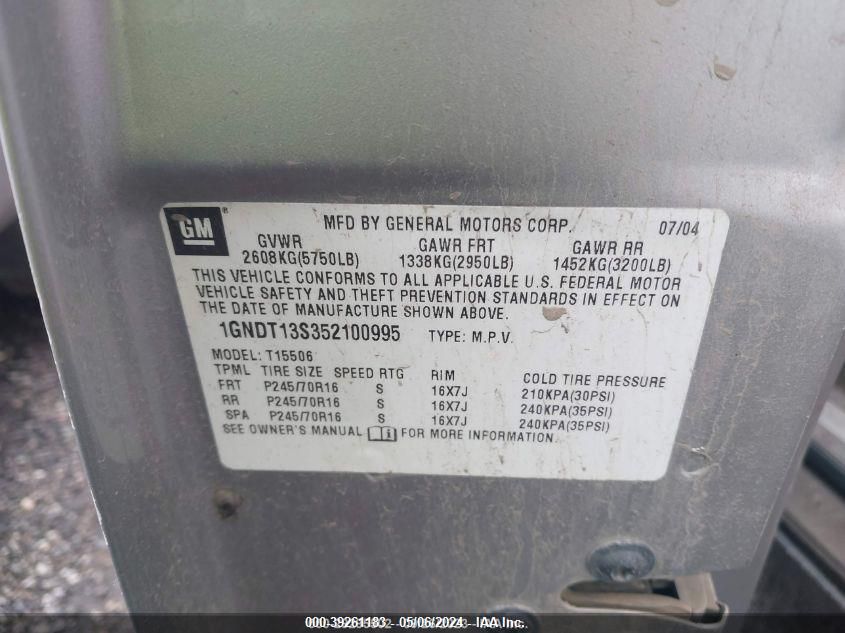 GM® MFD BY GENERAL MOTORS CORP. 07/04
GVWR GAWR FRT GAWR RR
2608KG(5750LB) 1338KG(2950LB) 1452KG(3200LB)
THIS VEHICLE CONFORMS TO ALL APPLICABLE U.S. FEDERAL MOTOR
VEHICLE SAFETY AND THEFT PREVENTION STANDARDS IN EFFECT ON
THE DATE OF MANUFACTURE SHOWN ABOVE.
1GNDT13S352100995 TYPE: M.P.V.
MODEL: T15506
TPML TIRE SIZE SPEED RTG RIM COLD TIRE PRESSURE
FRT P245/70R16 S 16X7J 210KPA(30PSI)
RR P245/70R16 S 16X7J 240KPA(35PSI)
SPA P245/70R16 S 16X7J 240KPA(35PSI)
SEE OWNER'S MANUAL FOR MORE INFORMATION.
000-39261183 - 05/06/2024 - IAA Inc.